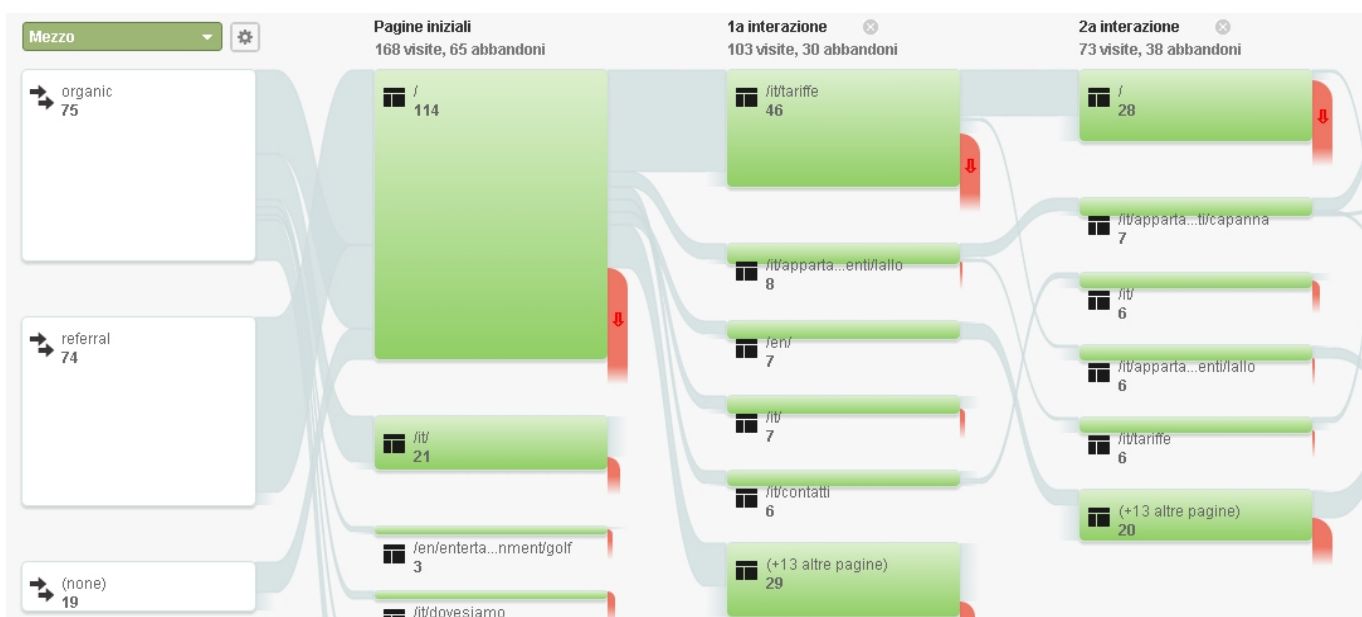 Mezzo
organic
75
referral
74
(none)
19
Pagine iniziali
168 visite, 65 abbandoni
/
114
/it/
21
/en/enterta...nment/golf
3
/it/dovesiamo
1a interazione
103 visite, 30 abbandoni
/it/tariffe
46
/it/apparta...enti/lallo
8
/en/
7
/it/
7
/it/contatti
6
(+13 altre pagine)
29
2a interazione
73 visite, 38 abbandoni
/
28
/it/apparta...ti/capanna
7
/it/
6
/it/apparta...enti/lallo
6
/it/tariffe
6
(+13 altre pagine)
20